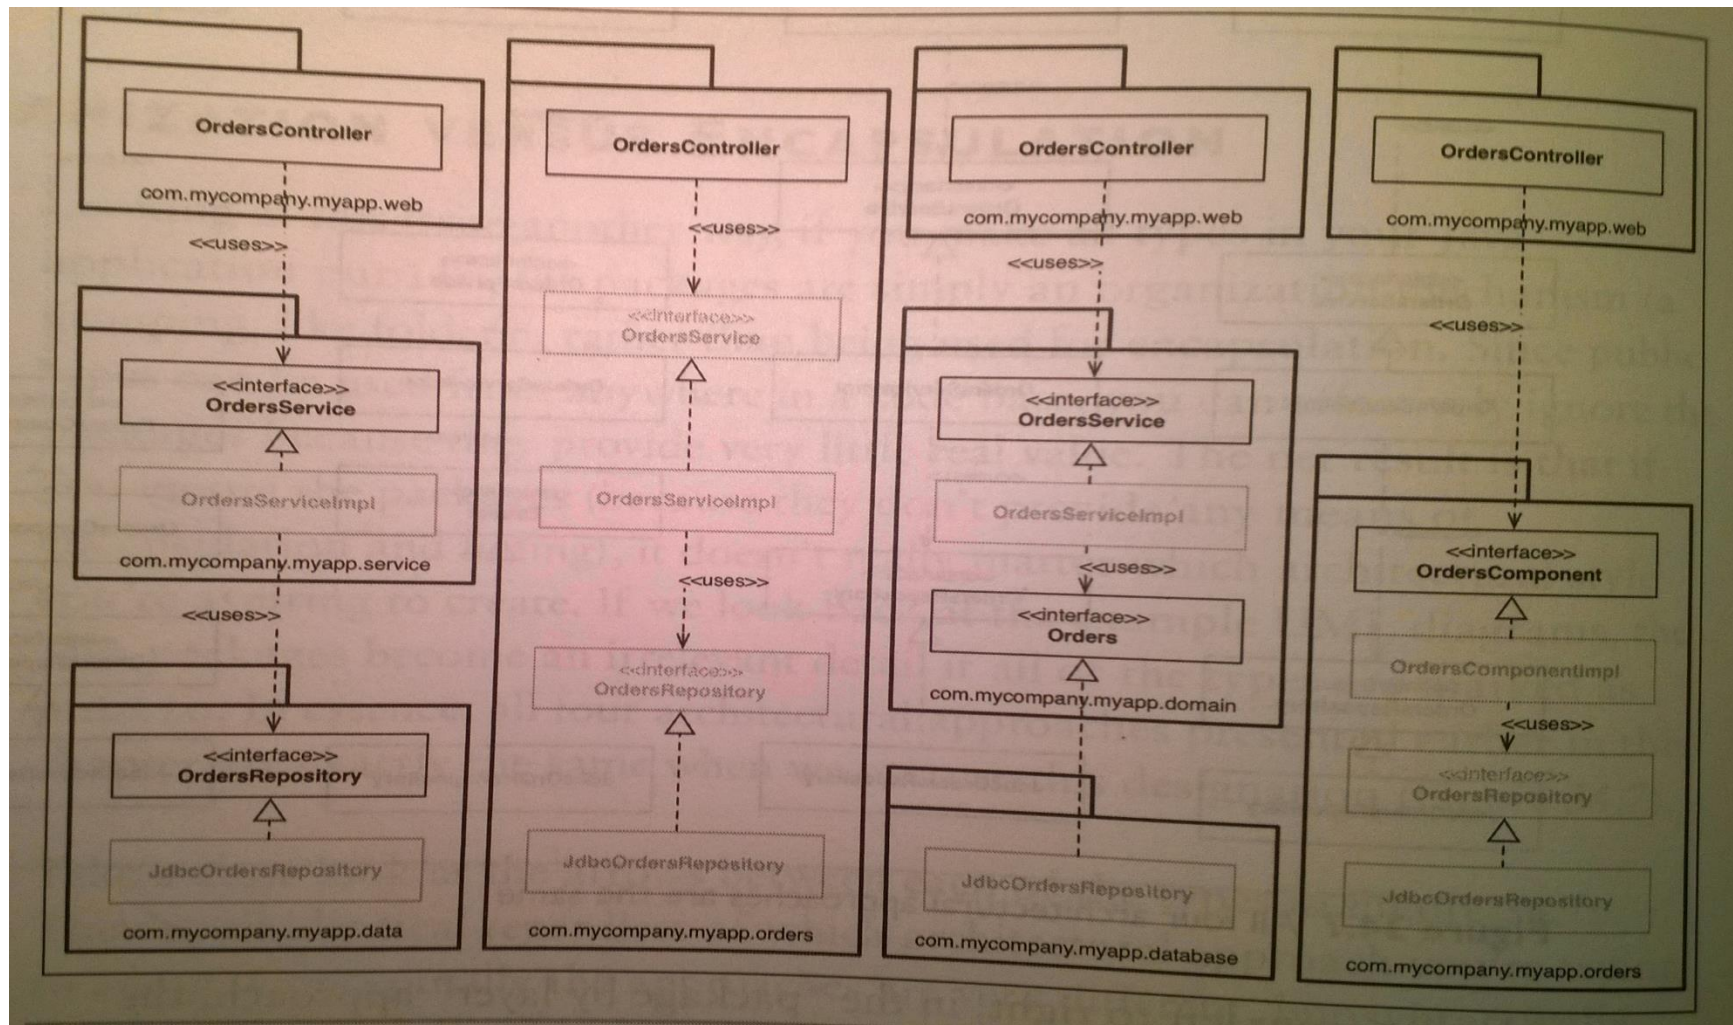 OrdersController
com.mycompany.myapp.web
<<uses>>
<<interface>>
OrdersService
OrdersServiceImpl
com.mycompany.myapp.service
<<uses>>
<<interface>>
OrdersRepository
JdbcOrdersRepository
com.mycompany.myapp.data
OrdersController
<<uses>>
<<interface>>
OrdersService
OrdersServiceImpl
<<uses>>
<<interface>>
OrdersRepository
JdbcOrdersRepository
com.mycompany.myapp.orders
OrdersController
com.mycompany.myapp.web
<<uses>>
<<interface>>
OrdersService
OrdersServiceImpl
<<uses>>
<<interface>>
Orders
com.mycompany.myapp.domain
JdbcOrdersRepository
com.mycompany.myapp.database
OrdersController
com.mycompany.myapp.web
<<uses>>
<<interface>>
OrdersComponent
OrdersComponentImpl
<<uses>>
<<interface>>
OrdersRepository
JdbcOrdersRepository
com.mycompany.myapp.orders